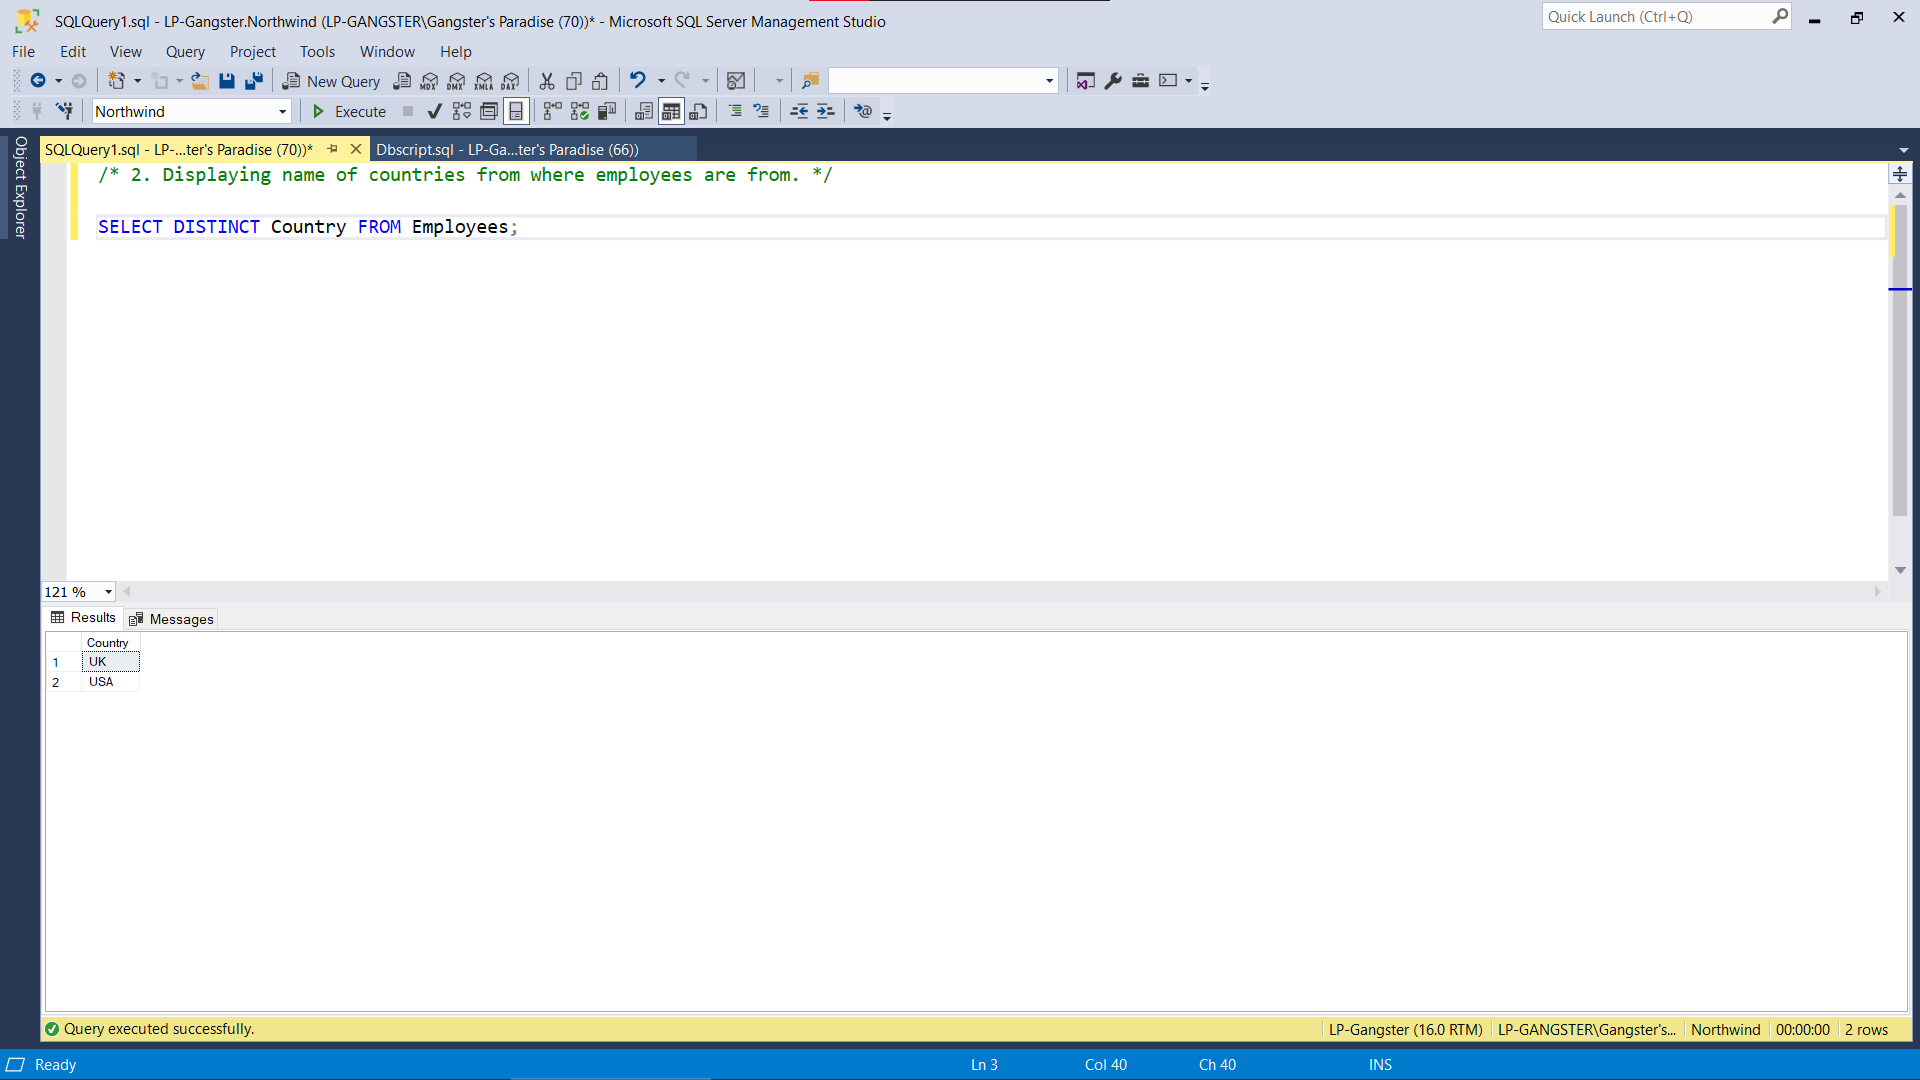 SQLQuery1.sql - LP-Gangster.Northwind (LP-GANGSTER\Gangster's Paradise (70))* - Microsoft SQL Server Management Studio
Quick Launch (Ctrl+Q)
File Edit View Query Project Tools Window Help
New Query MDX DMX XMLA DAX
Northwind Execute
Object Explorer
SQLQuery1.sql - LP-...ter's Paradise (70))* Dbscript.sql - LP-Ga...ter's Paradise (66))
/* 2. Displaying name of countries from where employees are from. */
SELECT DISTINCT Country FROM Employees;
121 %
Results Messages
Country
1 UK
2 USA
Query executed successfully. LP-Gangster (16.0 RTM) LP-GANGSTER\Gangster's... Northwind 00:00:00 2 rows
Ready Ln 3 Col 40 Ch 40 INS